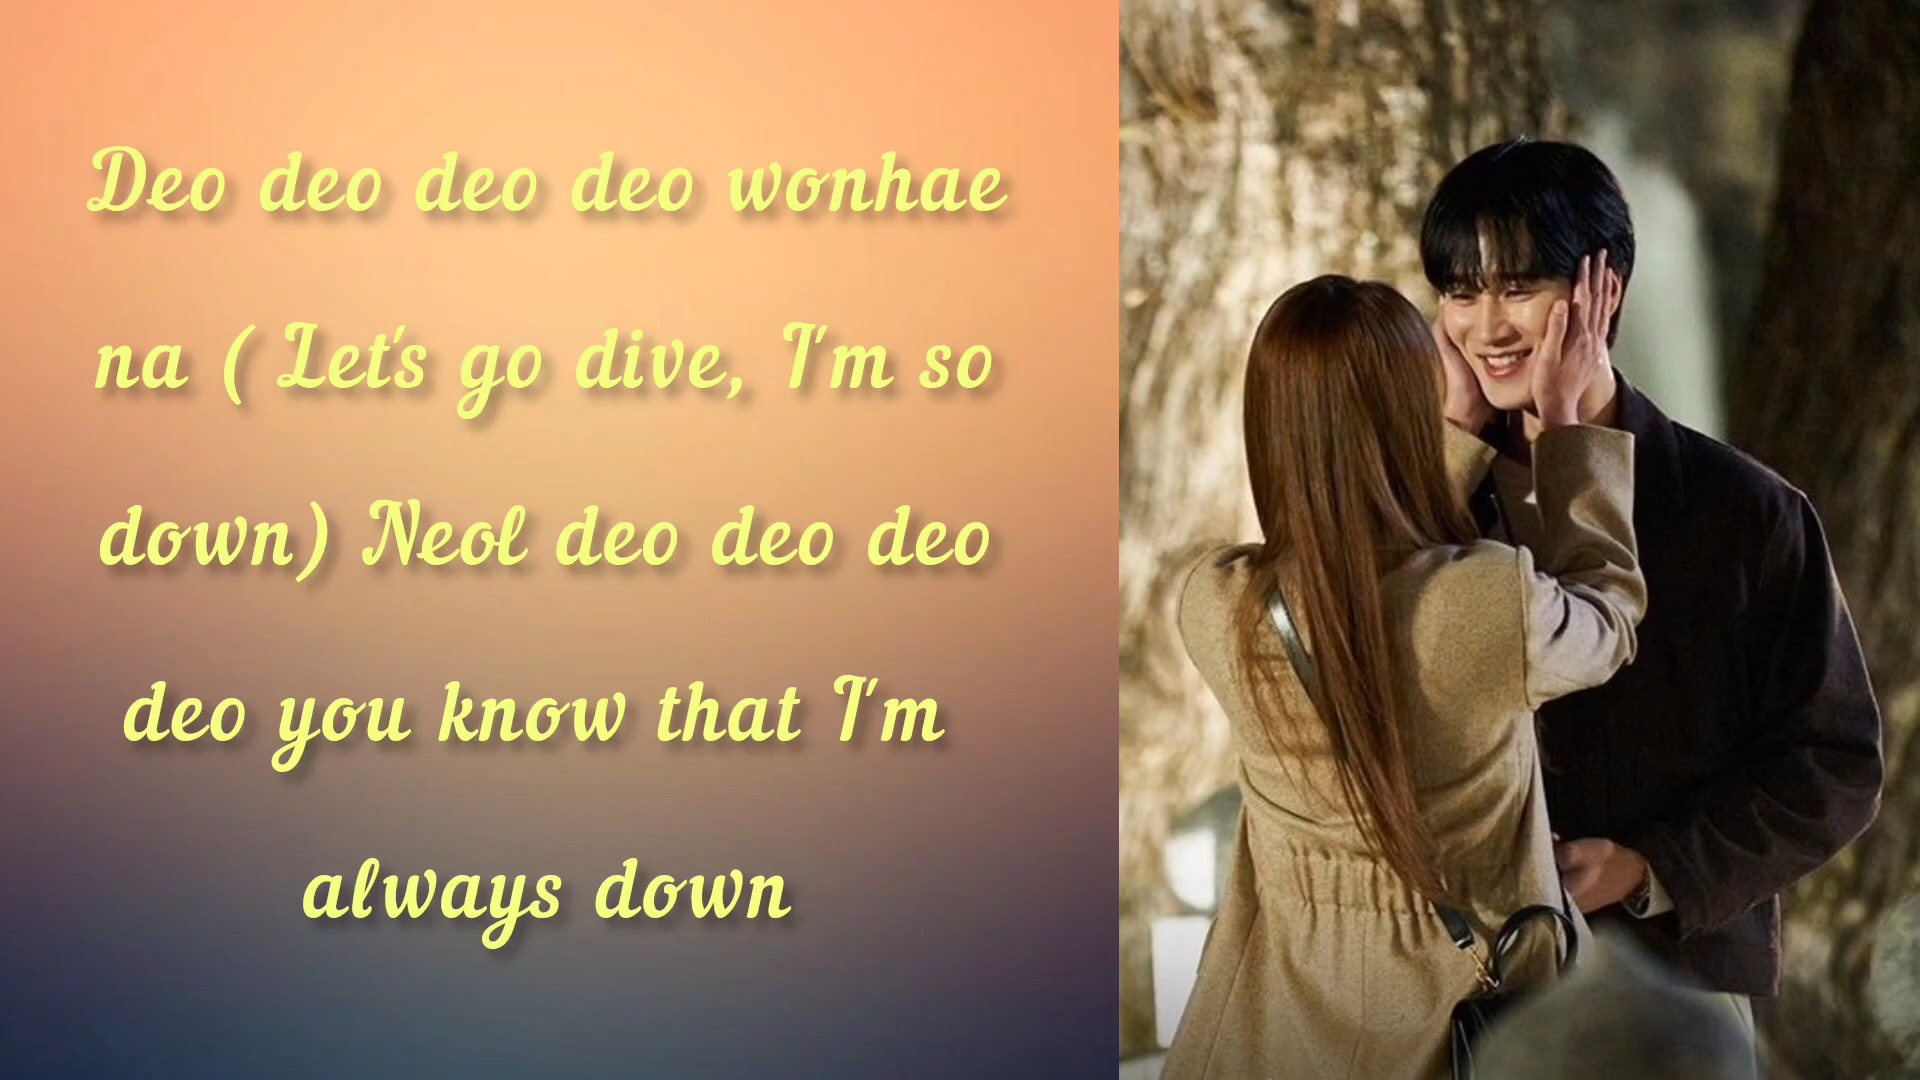 Deo deo deo deo wonhae
na ( Let's go dive, I'm so
down) Neol deo deo deo
deo you know that I'm
always down